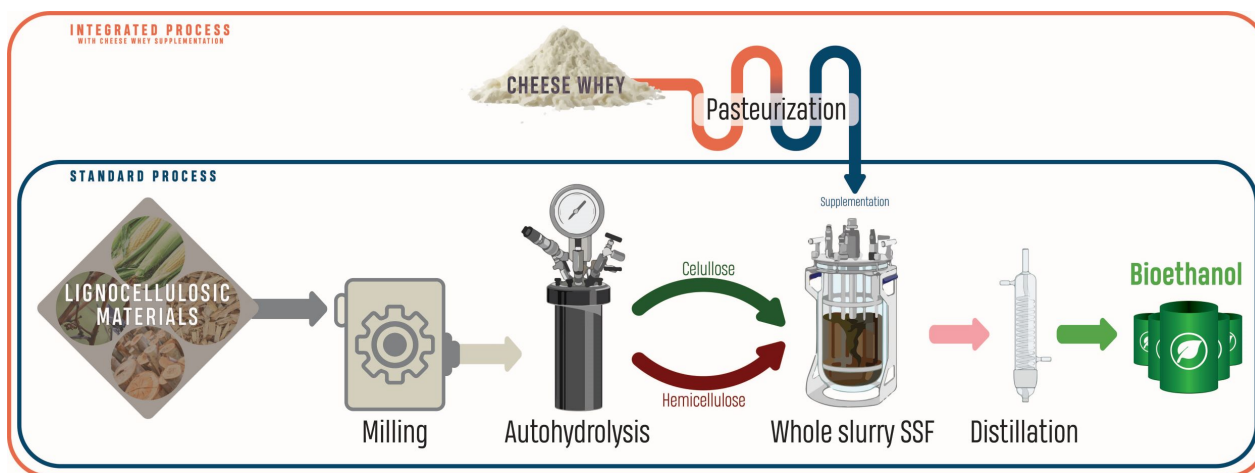 INTEGRATED PROCESS
WITH CHEESE WHEY SUPPLEMENTATION
CHEESE WHEY
Pasteurization
STANDARD PROCESS
Supplementation
LIGNOCELLULOSIC
MATERIALS
Celullose
Hemicellulose
Bioethanol
Milling
Autohydrolysis
Whole slurry SSF
Distillation